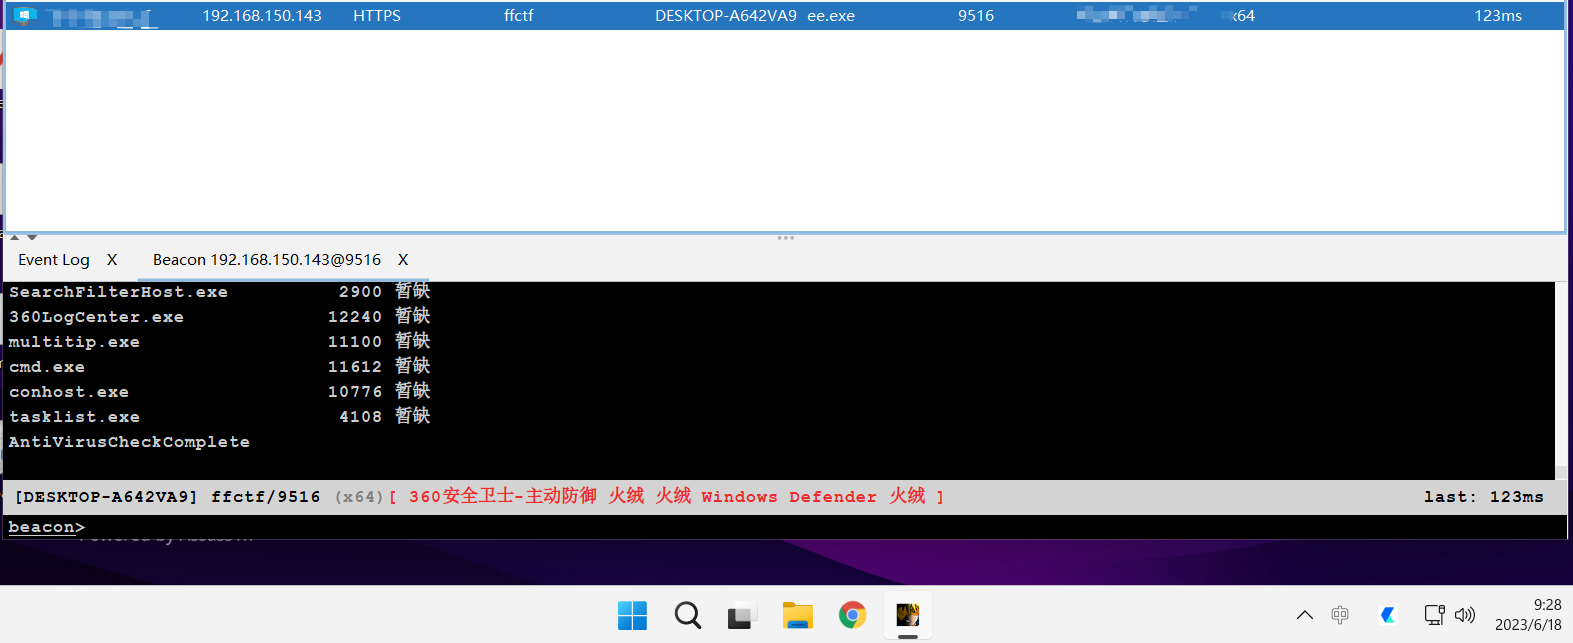 192.168.150.143 HTTPS ffctf DESKTOP-A642VA9 ee.exe 9516 x64 123ms
Event Log X Beacon 192.168.150.143@9516 X
SearchFilterHost.exe 2900 暂缺
360LogCenter.exe 12240 暂缺
multitip.exe 11100 暂缺
cmd.exe 11612 暂缺
conhost.exe 10776 暂缺
tasklist.exe 4108 暂缺
AntiVirusCheckComplete
[DESKTOP-A642VA9] ffctf/9516 (x64)[ 360安全卫士-主动防御 火绒 火绒 Windows Defender 火绒 ] last: 123ms
beacon>
中 9:28
2023/6/18